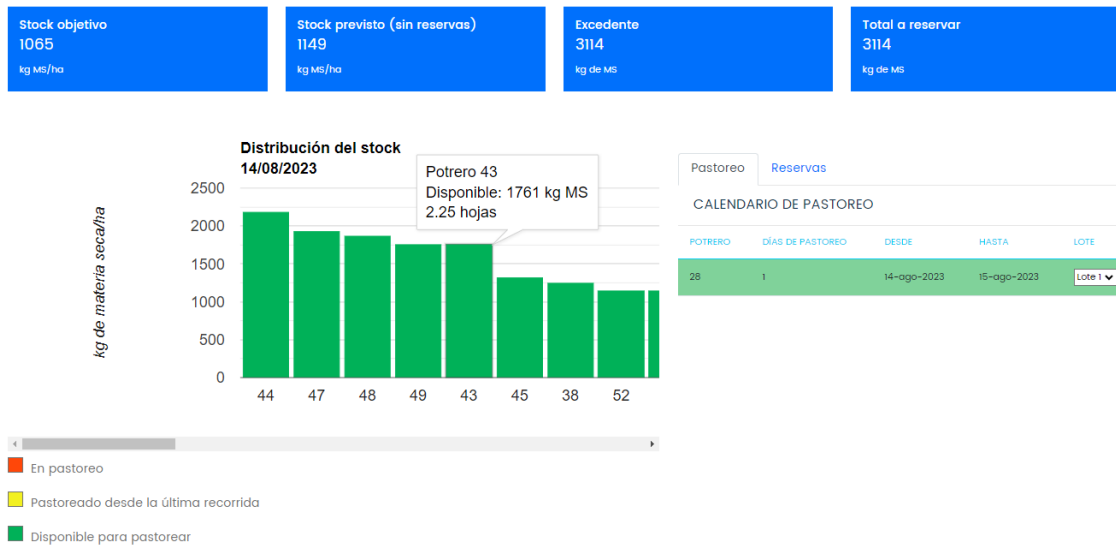 Stock objetivo
1065
kg MS/ha
Stock previsto (sin reservas)
1149
kg MS/ha
Excedente
3114
kg de MS
Total a reservar
3114
kg de MS
Distribución del stock
14/08/2023
Potrero 43
Disponible: 1761 kg MS
2.25 hojas
kg de materia seca/ha
2500
2000
1500
1000
500
0
44 47 48 49 43 45 38 52
En pastoreo
Pastoreado desde la última recorrida
Disponible para pastorear
Pastoreo Reservas
CALENDARIO DE PASTOREO
POTRERO DÍAS DE PASTOREO DESDE HASTA LOTE
28 1 14-ago-2023 15-ago-2023 Lote 1